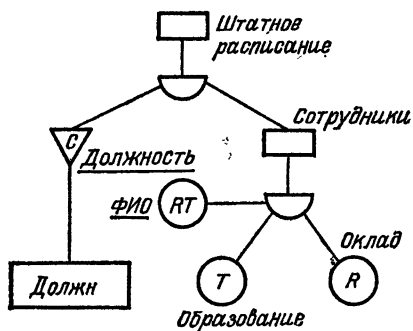 Штатное
расписание
Сотрудники
С
Должность
ФИО
RT
Оклад
Должн
T
R
Образование